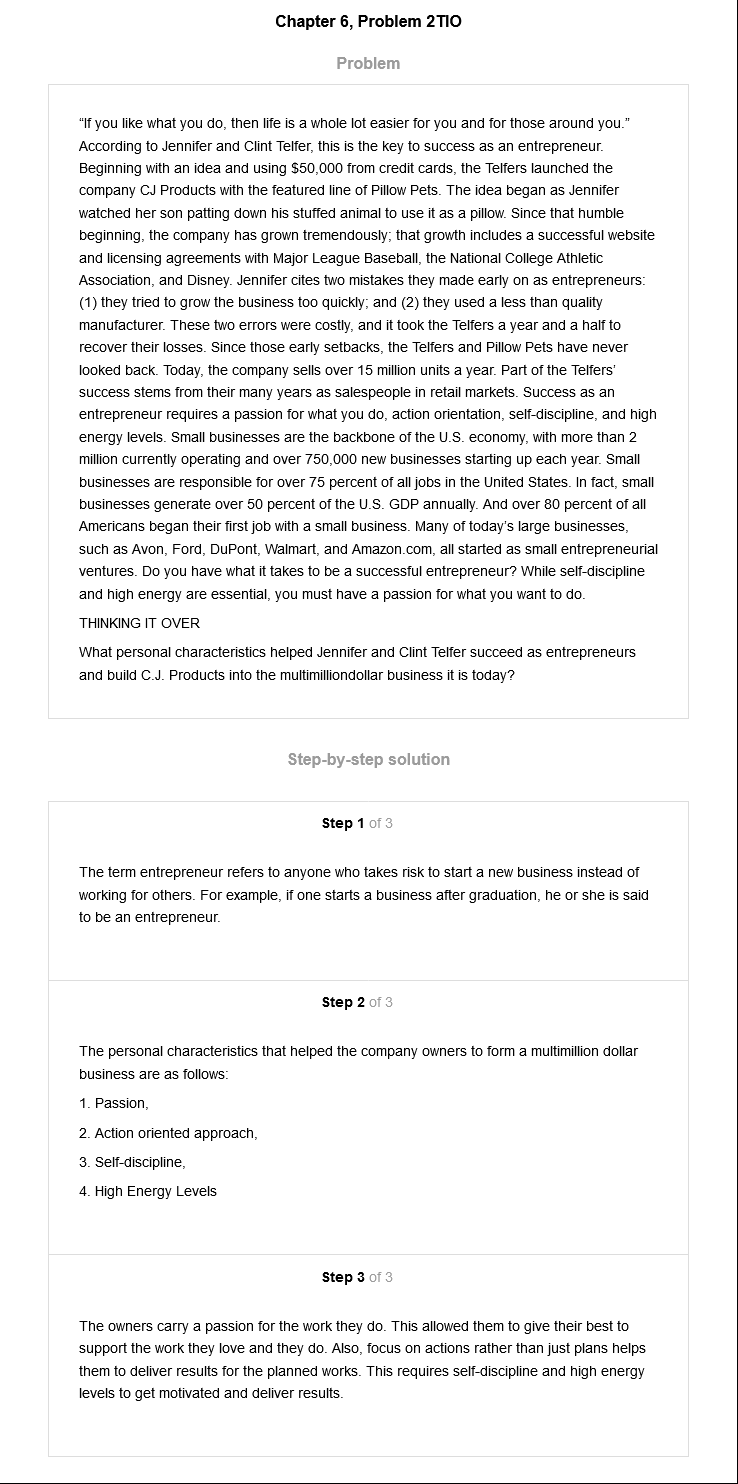 Chapter 6, Problem 2TIO
Problem
“If you like what you do, then life is a whole lot easier for you and for those around you.”
According to Jennifer and Clint Telfer, this is the key to success as an entrepreneur.
Beginning with an idea and using $50,000 from credit cards, the Telfers launched the
company CJ Products with the featured line of Pillow Pets. The idea began as Jennifer
watched her son patting down his stuffed animal to use it as a pillow. Since that humble
beginning, the company has grown tremendously; that growth includes a successful website
and licensing agreements with Major League Baseball, the National College Athletic
Association, and Disney. Jennifer cites two mistakes they made early on as entrepreneurs:
(1) they tried to grow the business too quickly; and (2) they used a less than quality
manufacturer. These two errors were costly, and it took the Telfers a year and a half to
recover their losses. Since those early setbacks, the Telfers and Pillow Pets have never
looked back. Today, the company sells over 15 million units a year. Part of the Telfers’
success stems from their many years as salespeople in retail markets. Success as an
entrepreneur requires a passion for what you do, action orientation, self-discipline, and high
energy levels. Small businesses are the backbone of the U.S. economy, with more than 2
million currently operating and over 750,000 new businesses starting up each year. Small
businesses are responsible for over 75 percent of all jobs in the United States. In fact, small
businesses generate over 50 percent of the U.S. GDP annually. And over 80 percent of all
Americans began their first job with a small business. Many of today’s large businesses,
such as Avon, Ford, DuPont, Walmart, and Amazon.com, all started as small entrepreneurial
ventures. Do you have what it takes to be a successful entrepreneur? While self-discipline
and high energy are essential, you must have a passion for what you want to do.
THINKING IT OVER
What personal characteristics helped Jennifer and Clint Telfer succeed as entrepreneurs
and build C.J. Products into the multimilliondollar business it is today?
Step-by-step solution
Step 1 of 3
The term entrepreneur refers to anyone who takes risk to start a new business instead of
working for others. For example, if one starts a business after graduation, he or she is said
to be an entrepreneur.
Step 2 of 3
The personal characteristics that helped the company owners to form a multimillion dollar
business are as follows:
1. Passion,
2. Action oriented approach,
3. Self-discipline,
4. High Energy Levels
Step 3 of 3
The owners carry a passion for the work they do. This allowed them to give their best to
support the work they love and they do. Also, focus on actions rather than just plans helps
them to deliver results for the planned works. This requires self-discipline and high energy
levels to get motivated and deliver results.